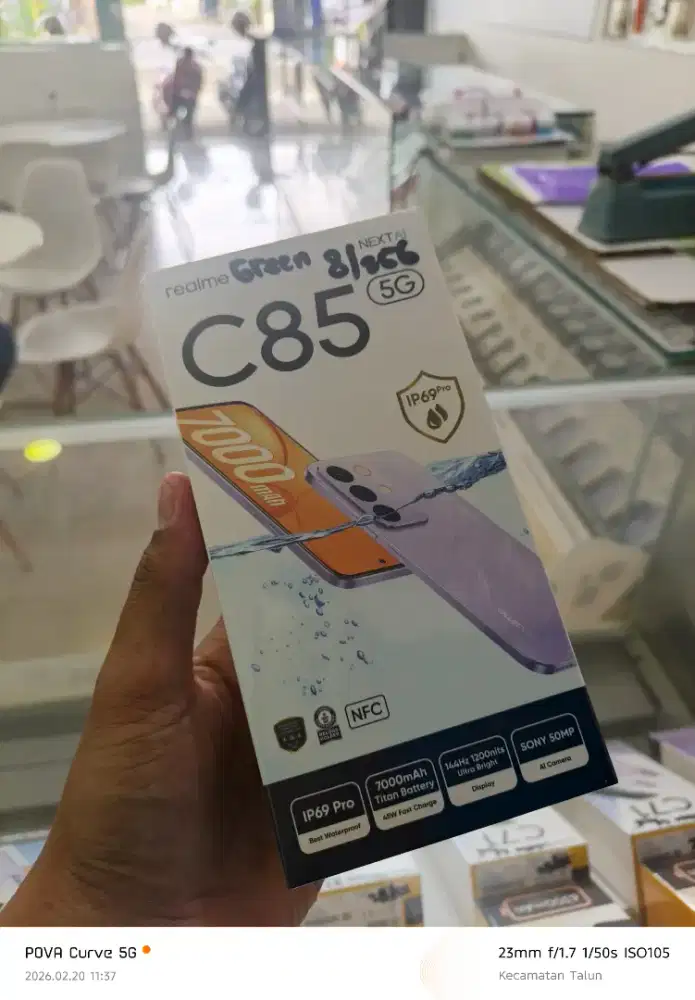 NEXT AI
realme Green 8/256
C85 5G
IP69 Pro
7000
mAh
NFC
IP69 Pro
Best Waterproof
7000mAh
Titan Battery
45W Fast Charge
144Hz 1200nits
Ultra Bright
Display
SONY 50MP
AI Camera
POVA Curve 5G
2026.02.20 11:37
23mm f/1.7 1/50s ISO105
Kecamatan Talun